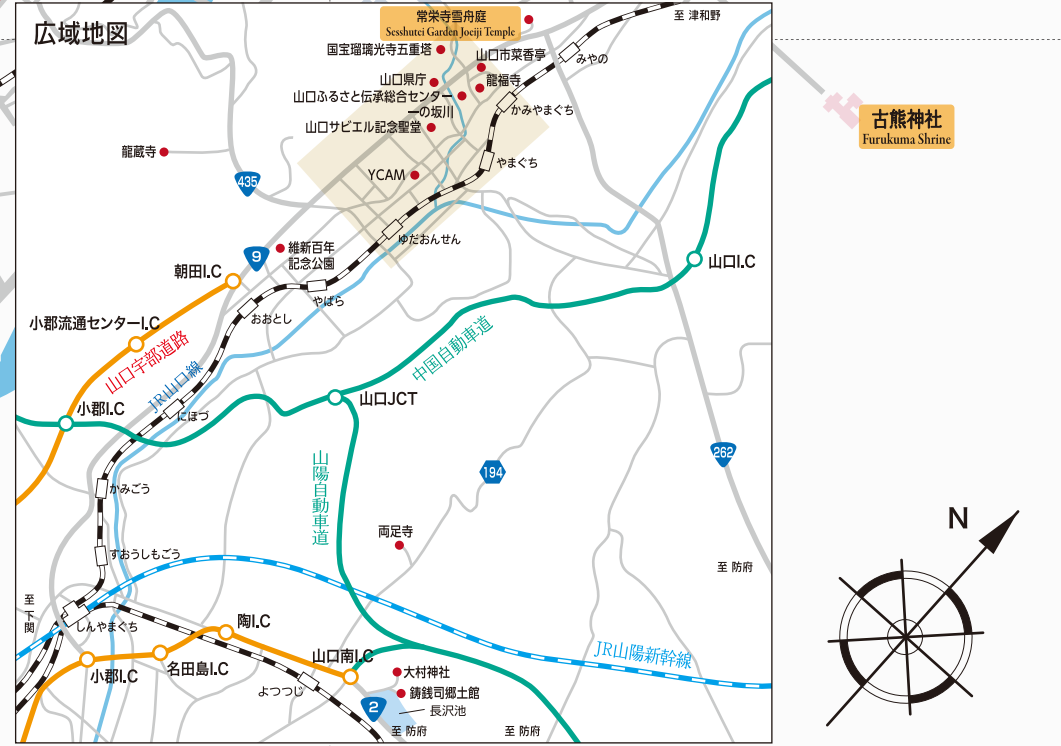 広域地図
常栄寺雪舟庭
Sesshutei Garden Joeiji Temple
至 津和野
国宝瑠璃光寺五重塔
山口市菜香亭
みやの
山口県庁
龍福寺
山口ふるさと伝承総合センター
一の坂川
かみやまぐち
山口サビエル記念聖堂
古熊神社
Furukuma Shrine
龍蔵寺
やまぐち
YCAM
435
ゆだおんせん
9
維新百年
記念公園
山口I.C
朝田I.C
やばら
おおとし
小郡流通センターI.C
山口宇部道路
中国自動車道
JR山口線
山口JCT
小郡I.C
にほづ
262
山陽自動車道
194
かみごう
N
両足寺
すおうしもごう
至 防府
至 下関
しんやまぐち
陶I.C
JR山陽新幹線
山口南I.C
名田島I.C
小郡I.C
大村神社
よつつじ
鋳銭司郷土館
長沢池
2
至 防府
至 防府